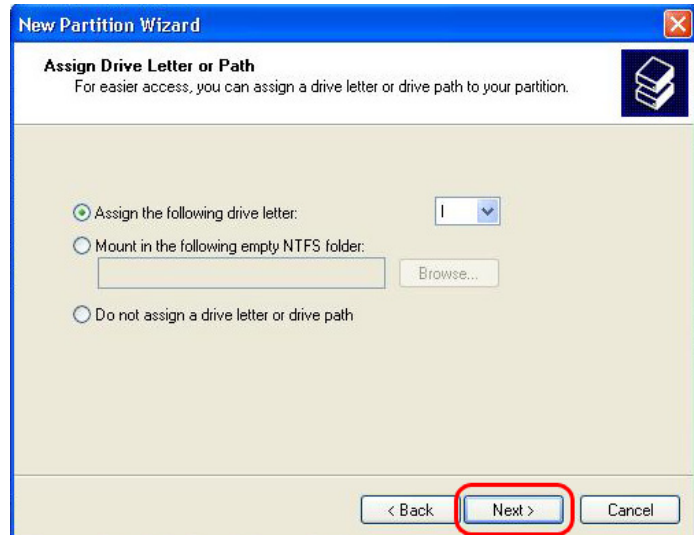 New Partition Wizard
Assign Drive Letter or Path
For easier access, you can assign a drive letter or drive path to your partition.
Assign the following drive letter: I
Mount in the following empty NTFS folder:
Browse...
Do not assign a drive letter or drive path
< Back Next > Cancel